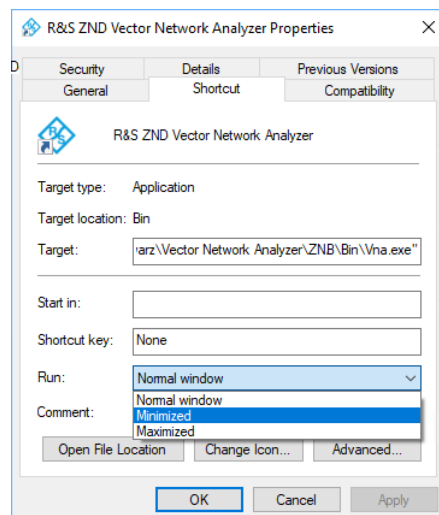 R&S ZND Vector Network Analyzer Properties
D
Security Details Previous Versions
General Shortcut Compatibility
R&S
R&S ZND Vector Network Analyzer
Target type: Application
Target location: Bin
Target: arz\Vector Network Analyzer\ZNB\Bin\Vna.exe"
Start in:
Shortcut key: None
Run: Normal window
Normal window
Comment: Minimized
Maximized
Open File Location Change Icon... Advanced...
OK Cancel Apply